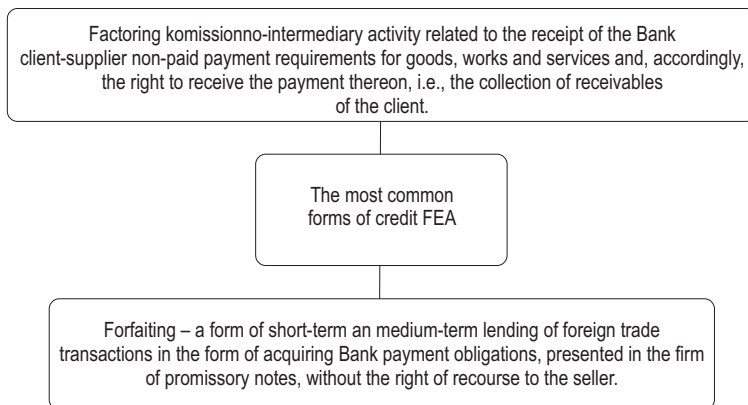 Factoring komissionno-intermediary activity related to the receipt of the Bank
client-supplier non-paid payment requirements for goods, works and services and, accordingly,
the right to receive the payment thereon, i.e., the collection of receivables
of the client.
The most common
forms of credit FEA
Forfaiting – a form of short-term an medium-term lending of foreign trade
transactions in the form of acquiring Bank payment obligations, presented in the firm
of promissory notes, without the right of recourse to the seller.